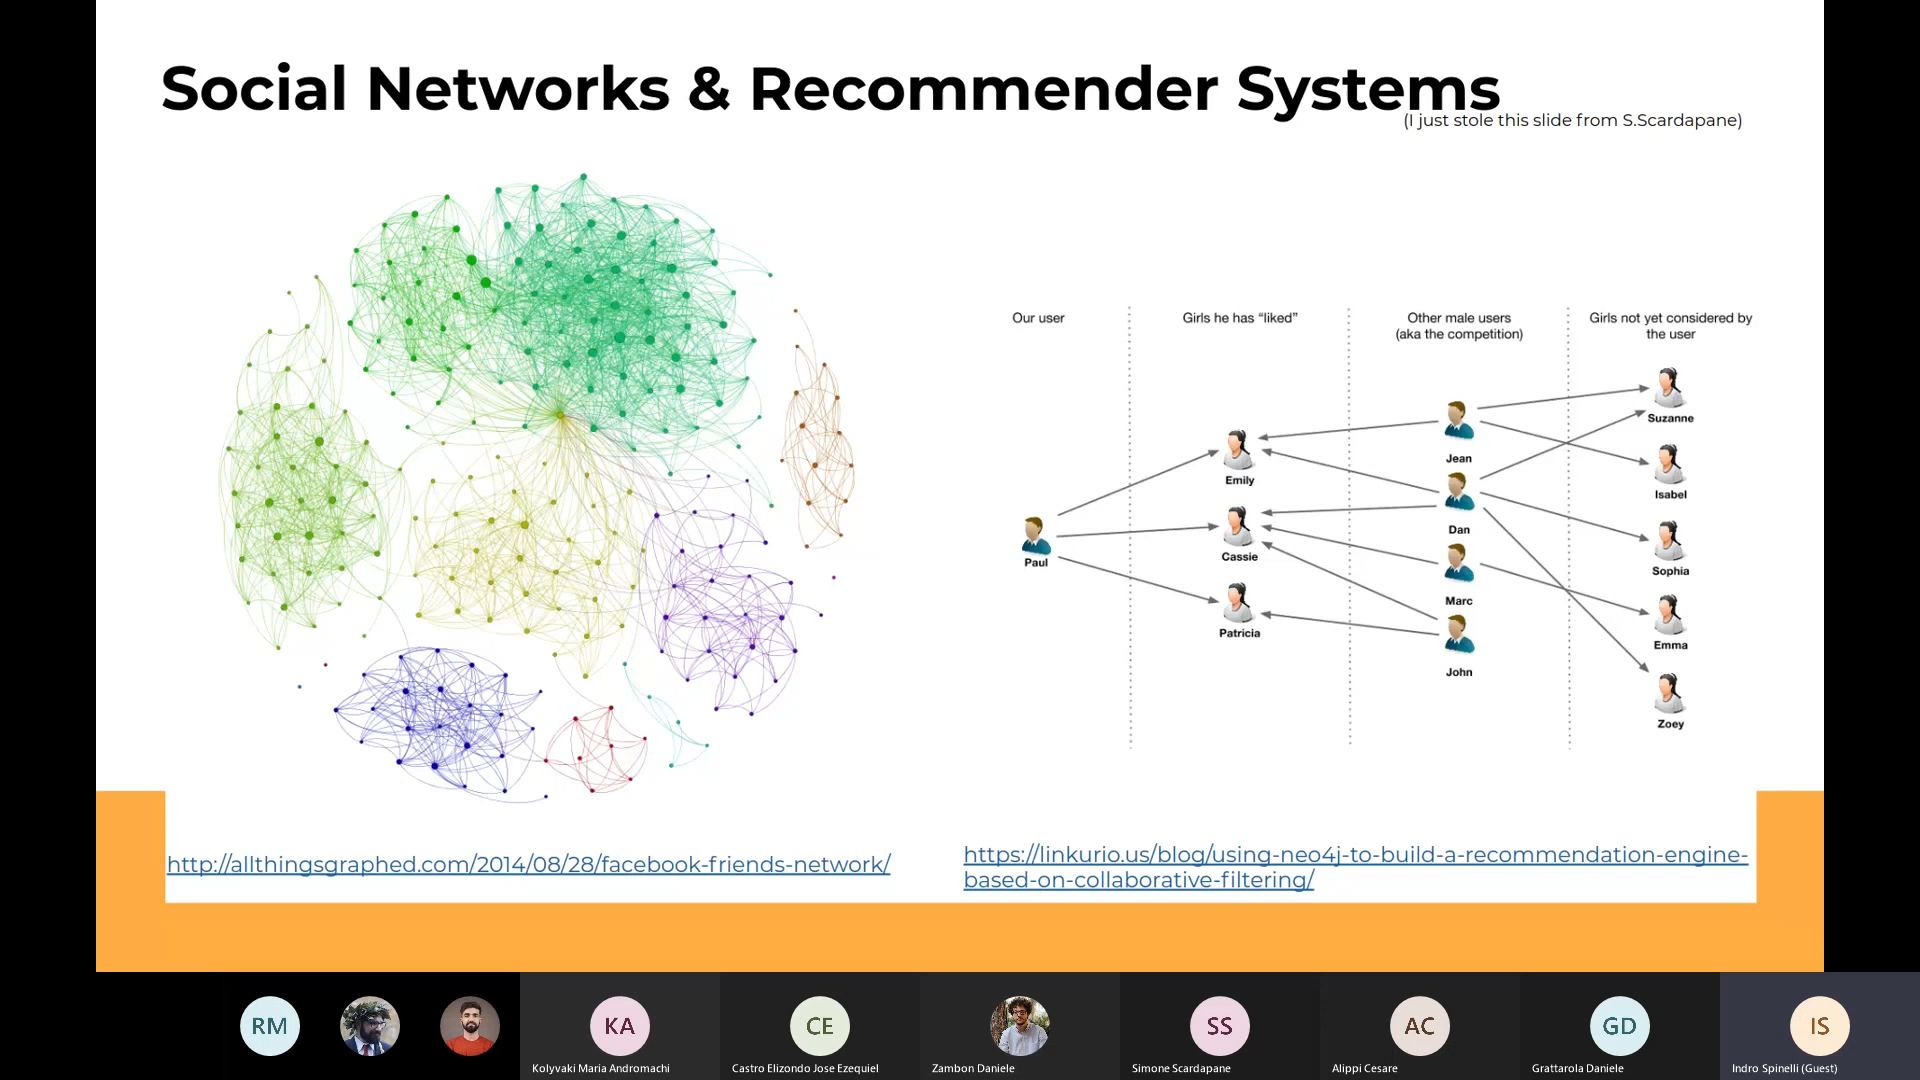 Social Networks & Recommender Systems
(I just stole this slide from S.Scardapane)
Our user
Girls he has “liked”
Other male users
(aka the competition)
Girls not yet considered by
the user
Suzanne
Jean
Emily
Isabel
Dan
Cassie
Paul
Sophia
Marc
Patricia
Emma
John
Zoey
http://allthingsgraphed.com/2014/08/28/facebook-friends-network/
https://linkurio.us/blog/using-neo4j-to-build-a-recommendation-engine-
based-on-collaborative-filtering/
RM
KA
CE
SS
AC
GD
IS
Kolyvaki Maria Andromachi
Castro Elizondo Jose Ezequiel
Zambon Daniele
Simone Scardapane
Alippi Cesare
Grattarola Daniele
Indro Spinelli (Guest)